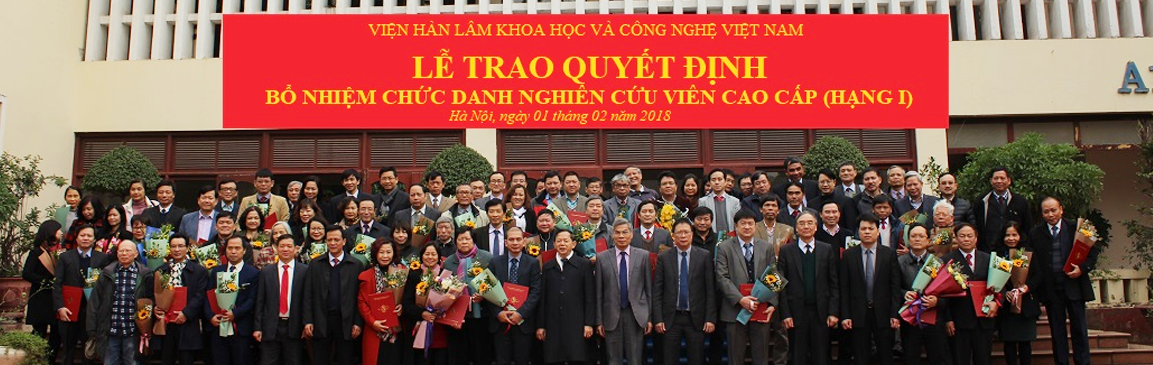 VIỆN HÀN LÂM KHOA HỌC VÀ CÔNG NGHỆ VIỆT NAM
LỄ TRAO QUYẾT ĐỊNH
BỔ NHIỆM CHỨC DANH NGHIÊN CỨU VIÊN CAO CẤP (HẠNG I)
Hà Nội, ngày 01 tháng 02 năm 2018